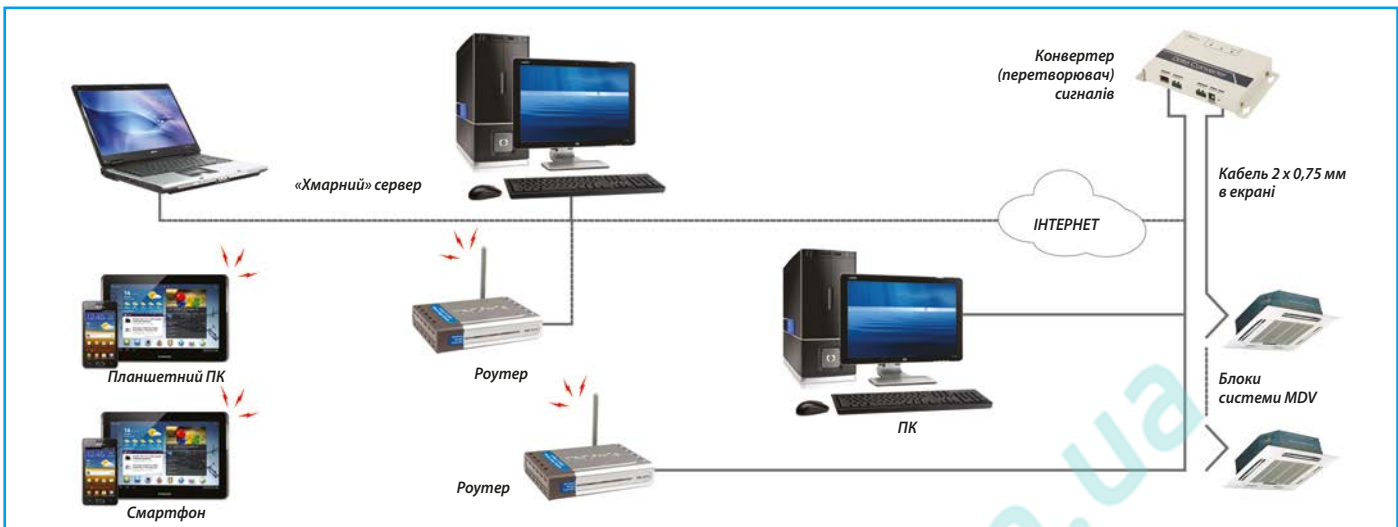 Конвертер
(перетворювач)
сигналів
«Хмарний» сервер
Кабель 2 x 0,75 мм
в екрані
ІНТЕРНЕТ
Планшетний ПК
Роутер
Блоки
системи MDV
ПК
Роутер
Смартфон
.ua